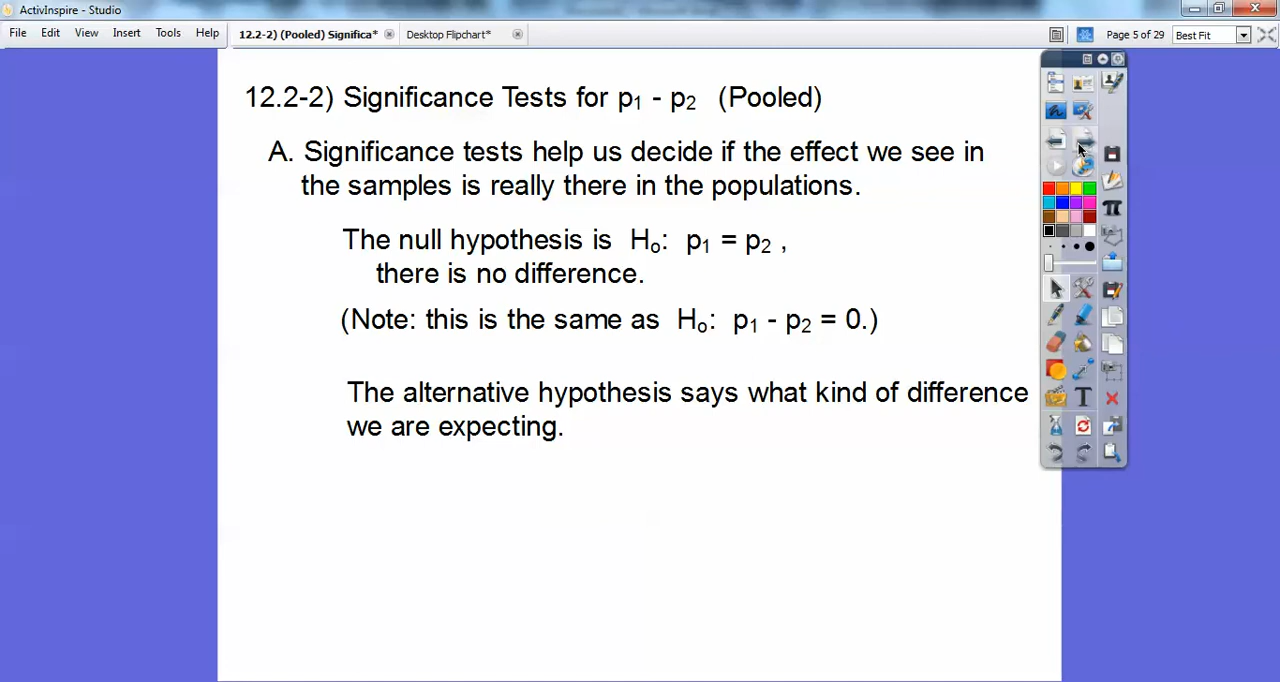 ActivInspire - Studio
File Edit View Insert Tools Help 12.2-2) (Pooled) Significa* Desktop Flipchart* Page 5 of 29 Best Fit
12.2-2) Significance Tests for p₁ - p₂ (Pooled)
A. Significance tests help us decide if the effect we see in
the samples is really there in the populations.
The null hypothesis is Hₒ: p₁ = p₂ ,
there is no difference.
(Note: this is the same as Hₒ: p₁ - p₂ = 0.)
The alternative hypothesis says what kind of difference
we are expecting.